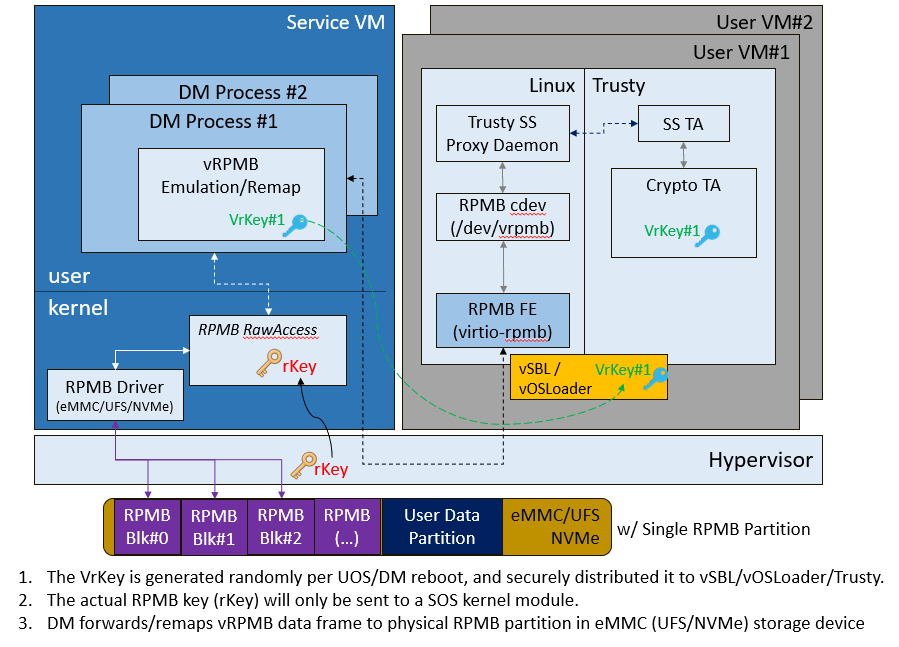 Service VM
DM Process #2
DM Process #1
vRPMB
Emulation/Remap
VrKey#1
user
kernel
RPMB RawAccess
rKey
RPMB Driver
(eMMC/UFS/NVMe)
User VM#2
User VM#1
Linux
Trusty
Trusty SS
Proxy Daemon
SS TA
RPMB cdev
(/dev/vrpmb)
Crypto TA
VrKey#1
RPMB FE
(virtio-rpmb)
vSBL /
vOSLoader
VrKey#1
Hypervisor
rKey
RPMB
Blk#0
RPMB
Blk#1
RPMB
Blk#2
RPMB
(...)
User Data
Partition
eMMC/UFS
NVMe
w/ Single RPMB Partition
1. The VrKey is generated randomly per UOS/DM reboot, and securely distributed it to vSBL/vOSLoader/Trusty.
2. The actual RPMB key (rKey) will only be sent to a SOS kernel module.
3. DM forwards/remaps vRPMB data frame to physical RPMB partition in eMMC (UFS/NVMe) storage device